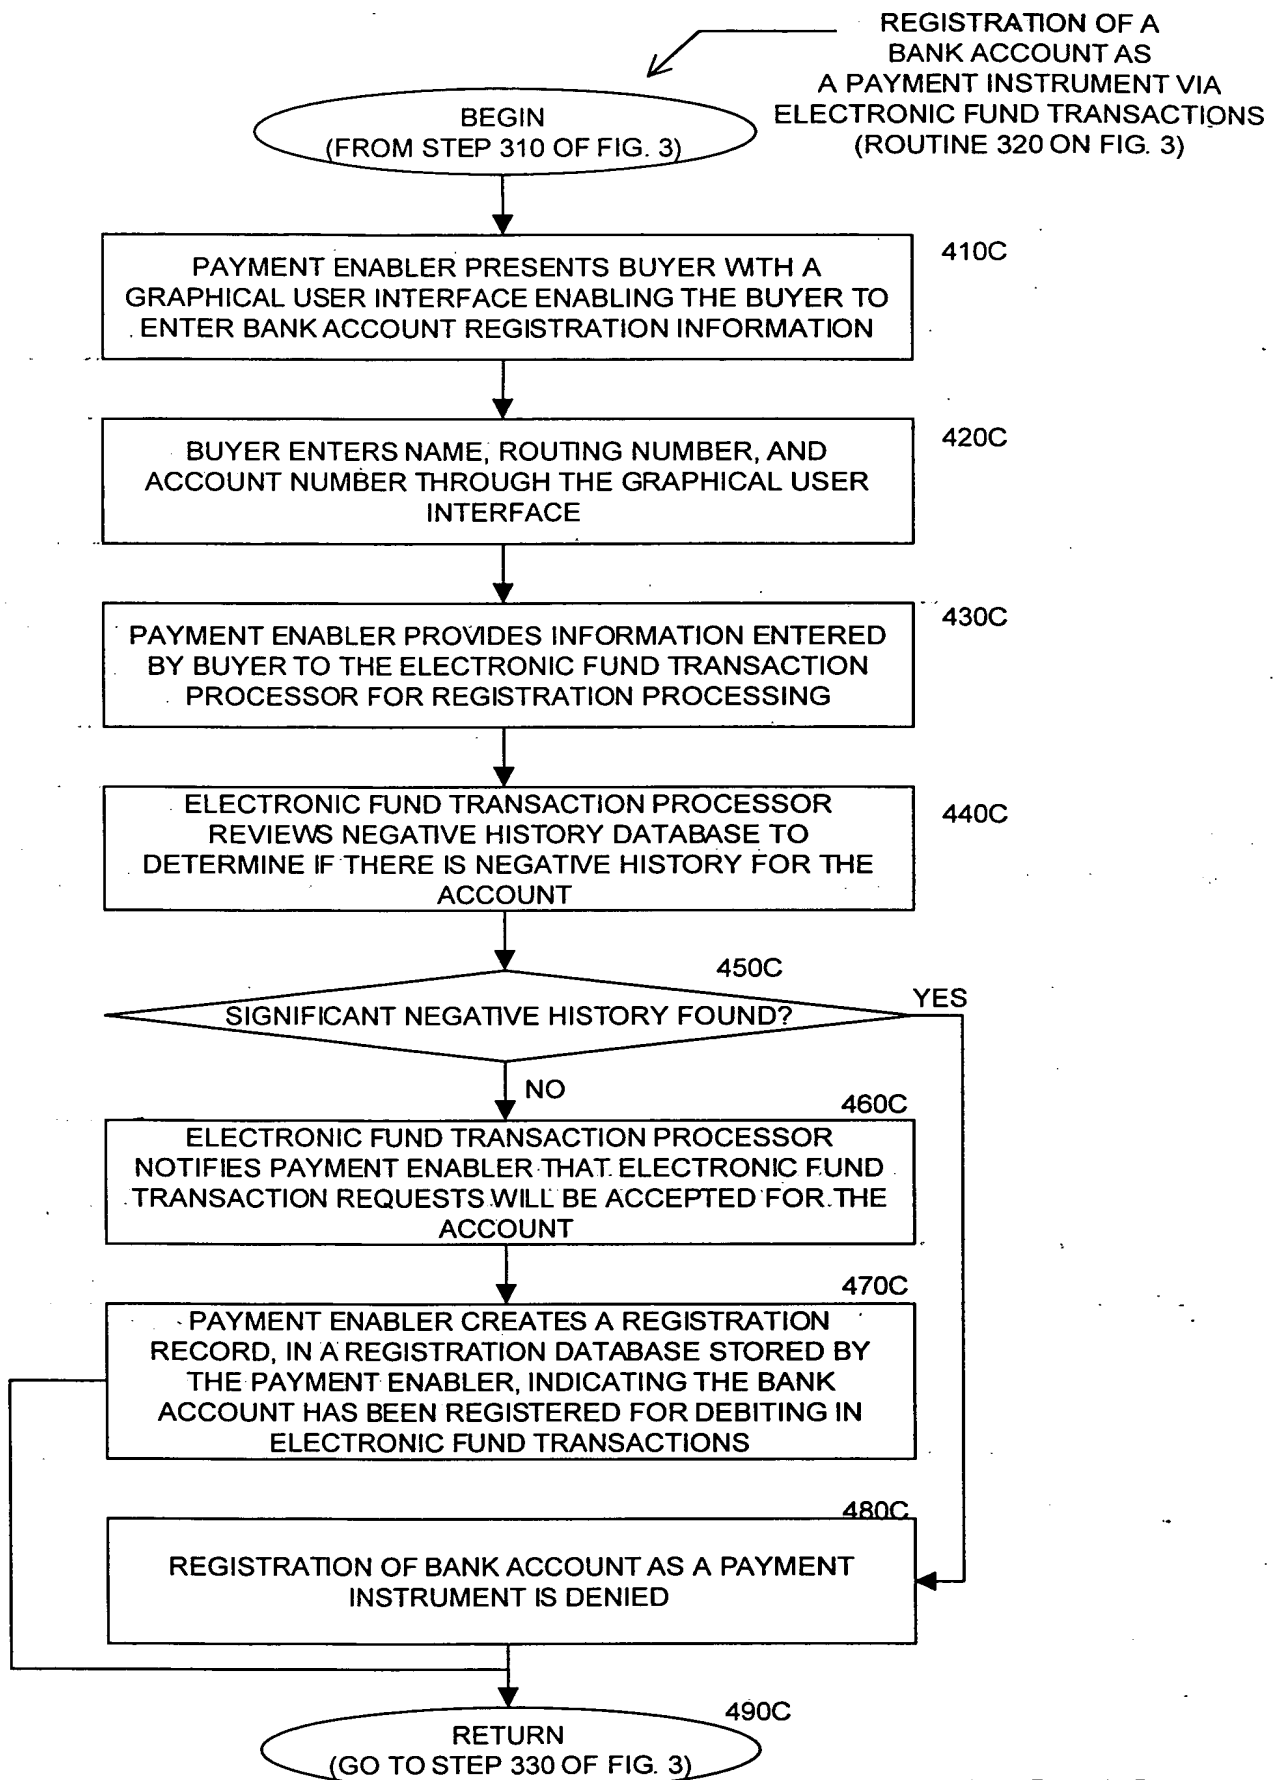 REGISTRATION OF A
BANK ACCOUNT AS
A PAYMENT INSTRUMENT VIA
ELECTRONIC FUND TRANSACTIONS
(ROUTINE 320 ON FIG. 3)
BEGIN
(FROM STEP 310 OF FIG. 3)
410C
PAYMENT ENABLER PRESENTS BUYER WITH A
GRAPHICAL USER INTERFACE ENABLING THE BUYER TO
ENTER BANK ACCOUNT REGISTRATION INFORMATION
420C
BUYER ENTERS NAME, ROUTING NUMBER, AND
ACCOUNT NUMBER THROUGH THE GRAPHICAL USER
INTERFACE
430C
PAYMENT ENABLER PROVIDES INFORMATION ENTERED
BY BUYER TO THE ELECTRONIC FUND TRANSACTION
PROCESSOR FOR REGISTRATION PROCESSING
440C
ELECTRONIC FUND TRANSACTION PROCESSOR
REVIEWS NEGATIVE HISTORY DATABASE TO
DETERMINE IF THERE IS NEGATIVE HISTORY FOR THE
ACCOUNT
450C
SIGNIFICANT NEGATIVE HISTORY FOUND?
YES
NO
460C
ELECTRONIC FUND TRANSACTION PROCESSOR
NOTIFIES PAYMENT ENABLER THAT ELECTRONIC FUND
TRANSACTION REQUESTS WILL BE ACCEPTED FOR THE
ACCOUNT
470C
PAYMENT ENABLER CREATES A REGISTRATION
RECORD, IN A REGISTRATION DATABASE STORED BY
THE PAYMENT ENABLER, INDICATING THE BANK
ACCOUNT HAS BEEN REGISTERED FOR DEBITING IN
ELECTRONIC FUND TRANSACTIONS
480C
REGISTRATION OF BANK ACCOUNT AS A PAYMENT
INSTRUMENT IS DENIED
490C
RETURN
(GO TO STEP 330 OF FIG. 3)